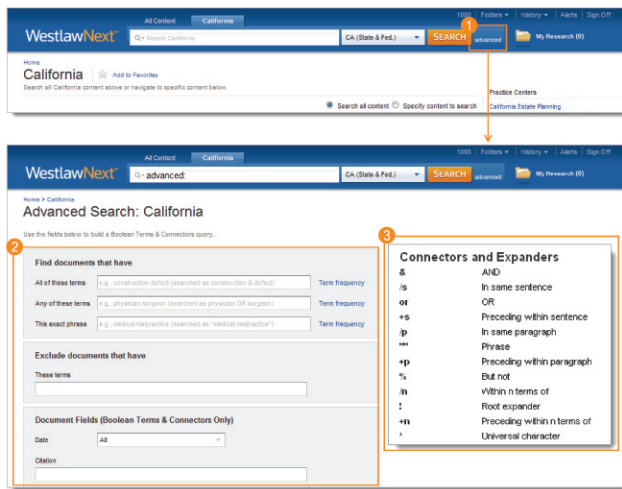 All Content California 1000 Folders History Alerts Sign Off
1
WestlawNext Search California CA (State & Fed.) SEARCH advanced My Research (0)
Home
California Add to Favorites
Search all California content above or navigate to specific content below.
Practice Centers
Search all content Specify content to search California Estate Planning
All Content California 1000 Folders History Alerts Sign Off
WestlawNext advanced: CA (State & Fed.) SEARCH advanced My Research (0)
Home > California
Advanced Search: California
Use the fields below to build a Boolean Terms & Connectors query.
2
Find documents that have
All of these terms e.g., construction defect (searched as construction & defect) Term frequency
Any of these terms e.g., physician surgeon (searched as physician OR surgeon) Term frequency
This exact phrase e.g., medical malpractice (searched as "medical malpractice") Term frequency
Exclude documents that have
These terms
Document Fields (Boolean Terms & Connectors Only)
Date All
Citation
3
Connectors and Expanders
& AND
/s In same sentence
or OR
+s Preceding within sentence
/p In same paragraph
"" Phrase
+p Preceding within paragraph
% But not
/n Within n terms of
! Root expander
+n Preceding within n terms of
* Universal character